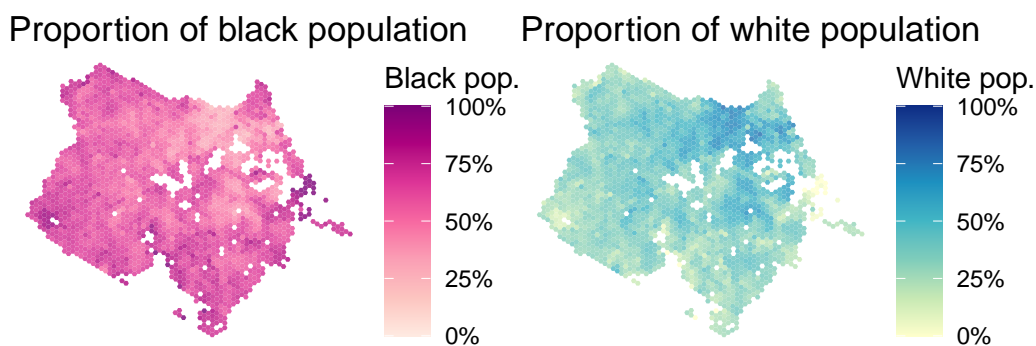 Proportion of black population
Black pop.
100%
75%
50%
25%
0%
Proportion of white population
White pop.
100%
75%
50%
25%
0%